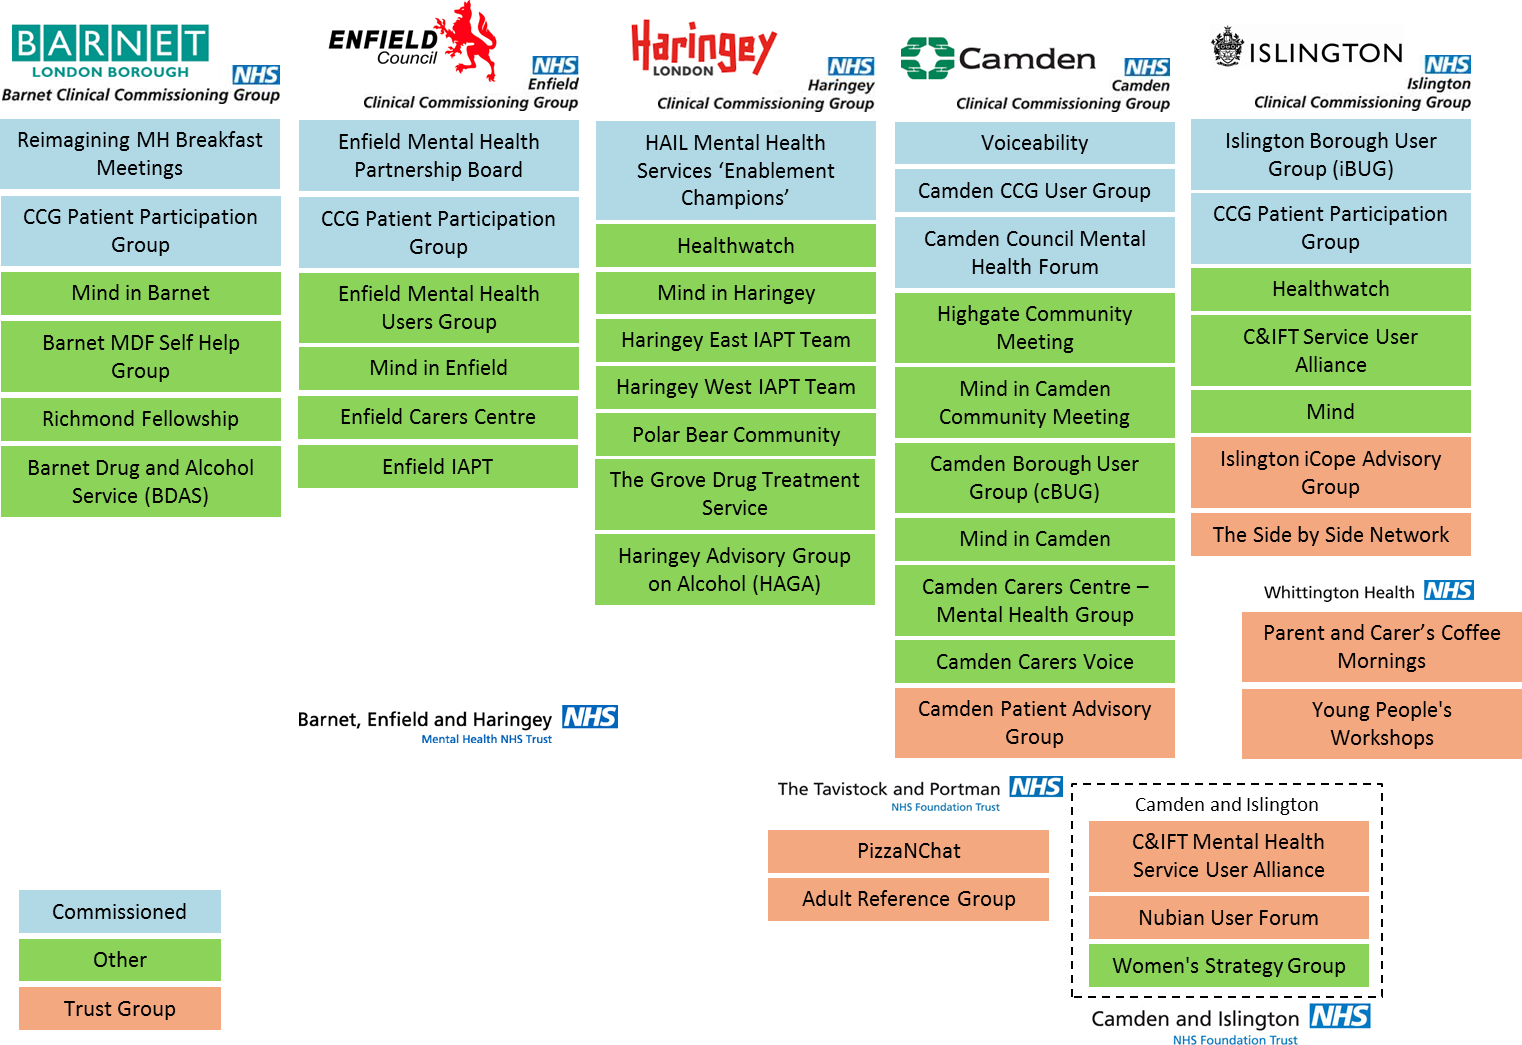 BARNET
LONDON BOROUGH
NHS
Barnet Clinical Commissioning Group
Reimagining MH Breakfast
Meetings
CCG Patient Participation
Group
Mind in Barnet
Barnet MDF Self Help
Group
Richmond Fellowship
Barnet Drug and Alcohol
Service (BDAS)
ENFIELD
Council
NHS
Enfield
Clinical Commissioning Group
Enfield Mental Health
Partnership Board
CCG Patient Participation
Group
Enfield Mental Health
Users Group
Mind in Enfield
Enfield Carers Centre
Enfield IAPT
Haringey
LONDON
NHS
Haringey
Clinical Commissioning Group
HAIL Mental Health
Services ‘Enablement
Champions’
Healthwatch
Mind in Haringey
Haringey East IAPT Team
Haringey West IAPT Team
Polar Bear Community
The Grove Drug Treatment
Service
Haringey Advisory Group
on Alcohol (HAGA)
Camden
NHS
Camden
Clinical Commissioning Group
Voiceability
Camden CCG User Group
Camden Council Mental
Health Forum
Highgate Community
Meeting
Mind in Camden
Community Meeting
Camden Borough User
Group (cBUG)
Mind in Camden
Camden Carers Centre –
Mental Health Group
Camden Carers Voice
Camden Patient Advisory
Group
ISLINGTON
NHS
Islington
Clinical Commissioning Group
Islington Borough User
Group (iBUG)
CCG Patient Participation
Group
Healthwatch
C&IFT Service User
Alliance
Mind
Islington iCope Advisory
Group
The Side by Side Network
Whittington Health NHS
Parent and Carer’s Coffee
Mornings
Young People's
Workshops
Barnet, Enfield and Haringey NHS
Mental Health NHS Trust
The Tavistock and Portman NHS
NHS Foundation Trust
PizzaNChat
Adult Reference Group
Camden and Islington
C&IFT Mental Health
Service User Alliance
Nubian User Forum
Women's Strategy Group
Camden and Islington NHS
NHS Foundation Trust
Commissioned
Other
Trust Group